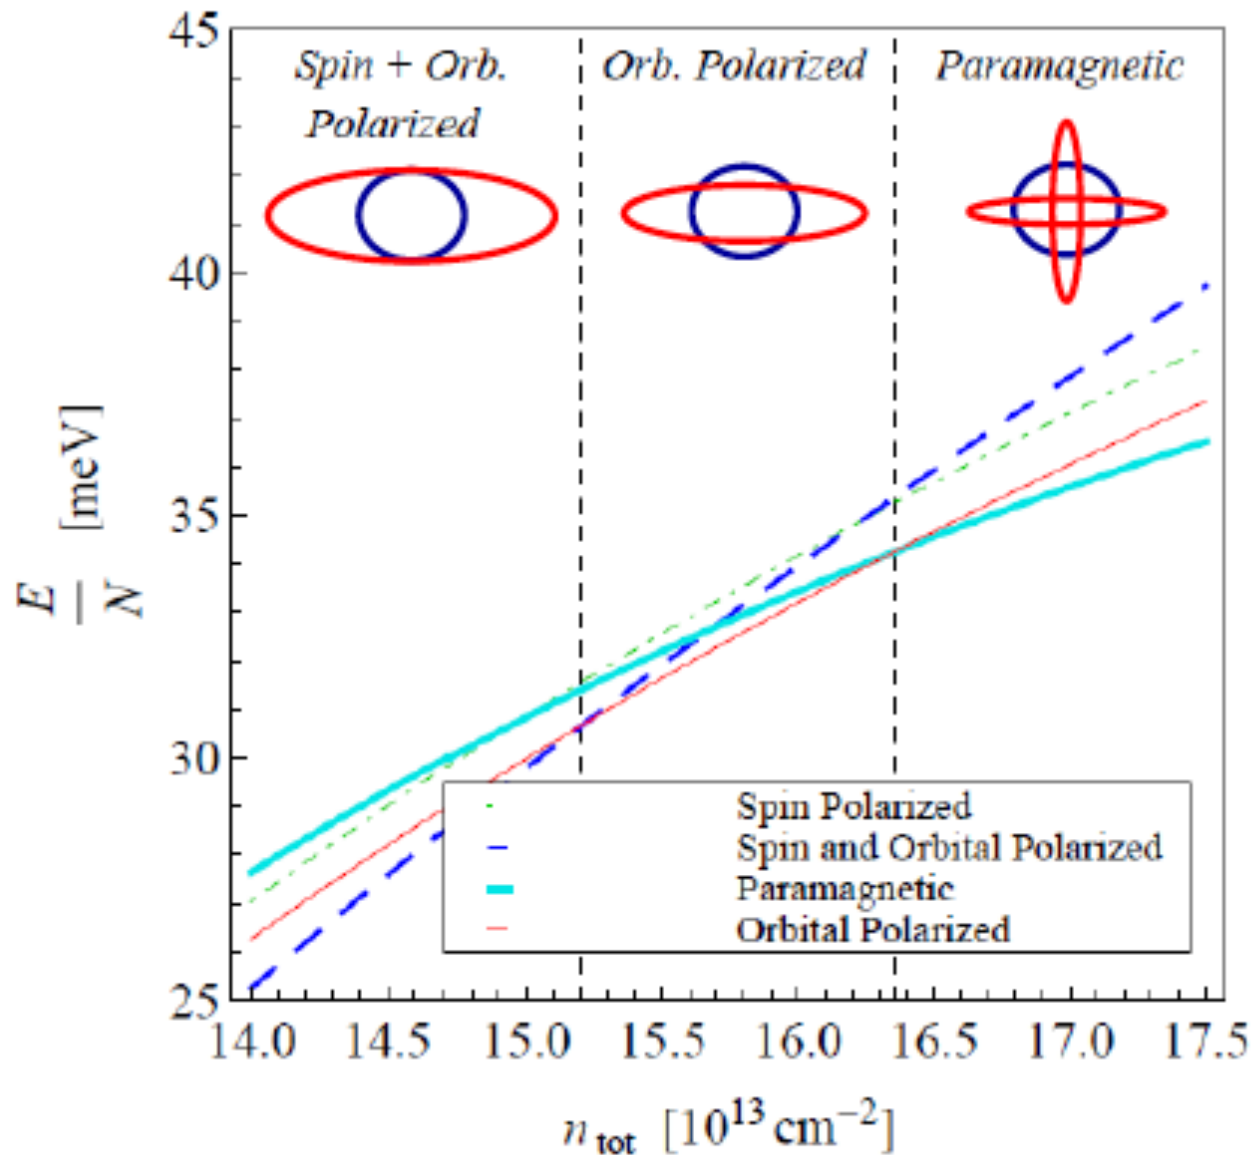 45
Spin + Orb.
Polarized
Orb. Polarized
Paramagnetic
40
35
30
25
E
N
[meV]
Spin Polarized
Spin and Orbital Polarized
Paramagnetic
Orbital Polarized
14.0 14.5 15.0 15.5 16.0 16.5 17.0 17.5
n tot [10^13 cm^−2]